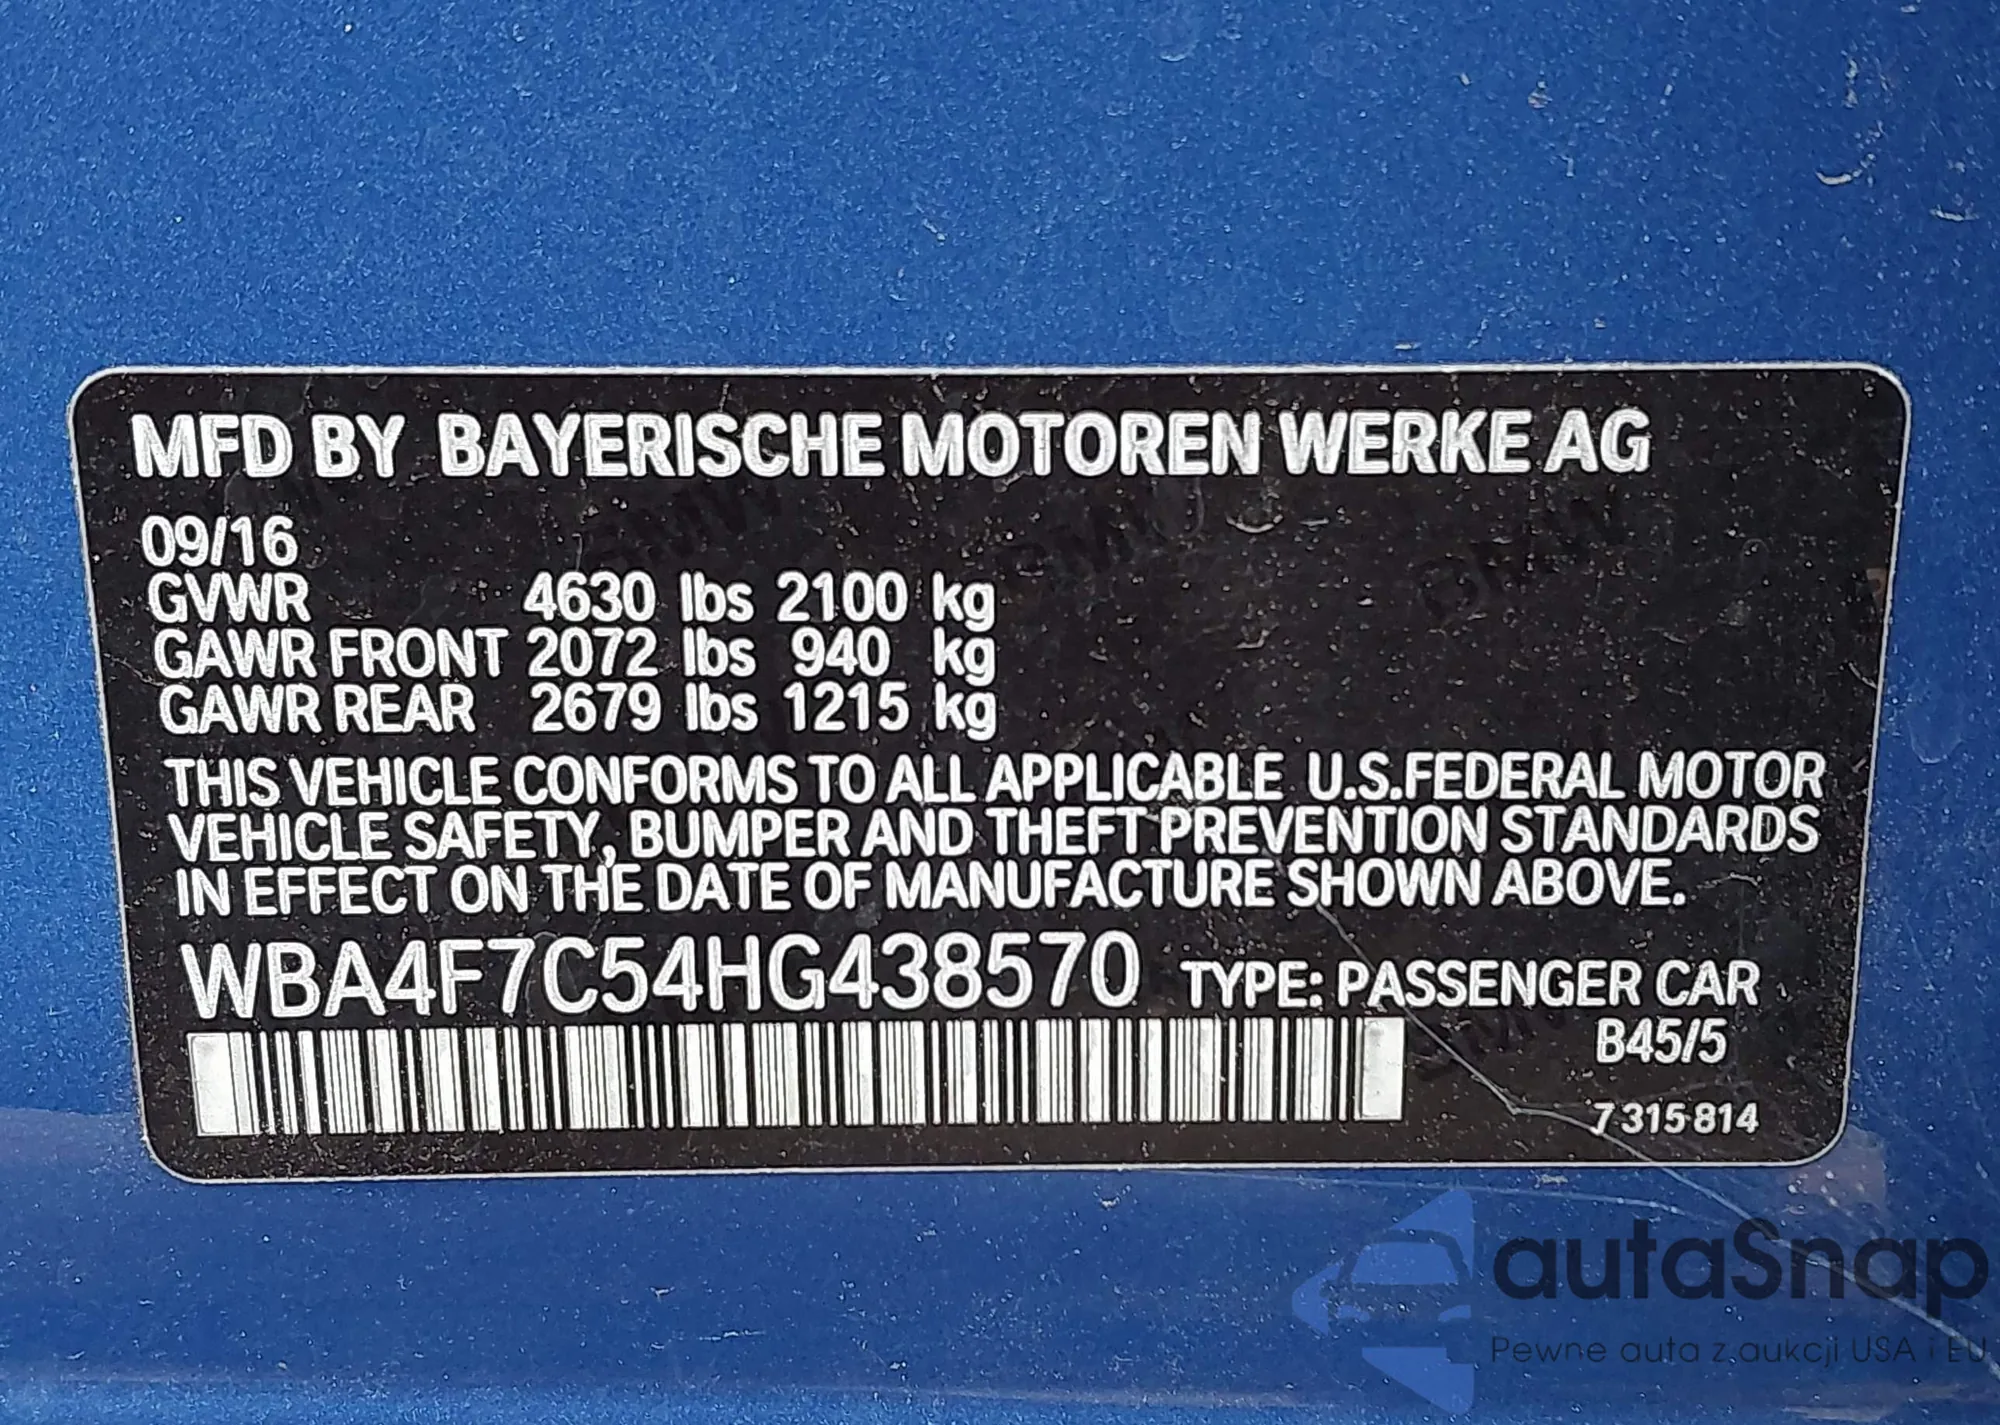 MFD BY BAYERISCHE MOTOREN WERKE AG
09/16
GVWR 4630 lbs 2100 kg
GAWR FRONT 2072 lbs 940 kg
GAWR REAR 2679 lbs 1215 kg
THIS VEHICLE CONFORMS TO ALL APPLICABLE U.S.FEDERAL MOTOR
VEHICLE SAFETY, BUMPER AND THEFT PREVENTION STANDARDS
IN EFFECT ON THE DATE OF MANUFACTURE SHOWN ABOVE.
WBA4F7C54HG438570 TYPE: PASSENGER CAR
B45/5
7 315 814
autaSnap
Pewne auta z aukcji USA i EU